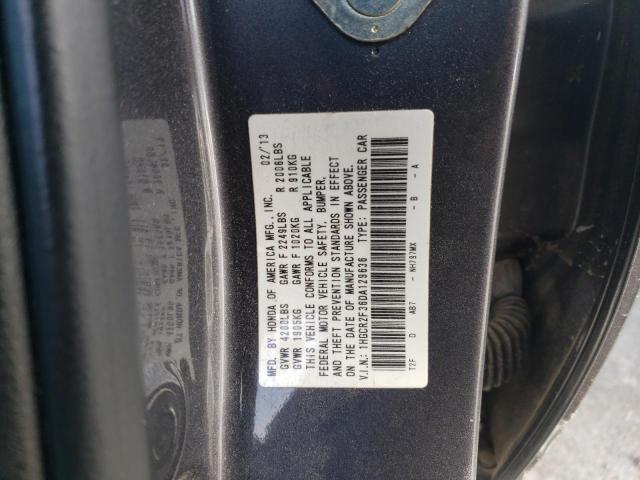 MFD. BY HONDA OF AMERICA MFG., INC. 02/13
GVWR 4200LBS GAWR F 2249LBS R 2006LBS
GVWR 1905KG GAWR F 1020KG R 910KG
THIS VEHICLE CONFORMS TO ALL APPLICABLE
FEDERAL MOTOR VEHICLE SAFETY, BUMPER,
AND THEFT PREVENTION STANDARDS IN EFFECT
ON THE DATE OF MANUFACTURE SHOWN ABOVE.
V.I.N.: 1HGCR2F36DA129636 TYPE: PASSENGER CAR
T2F D AB7 - NH797MX - B - A